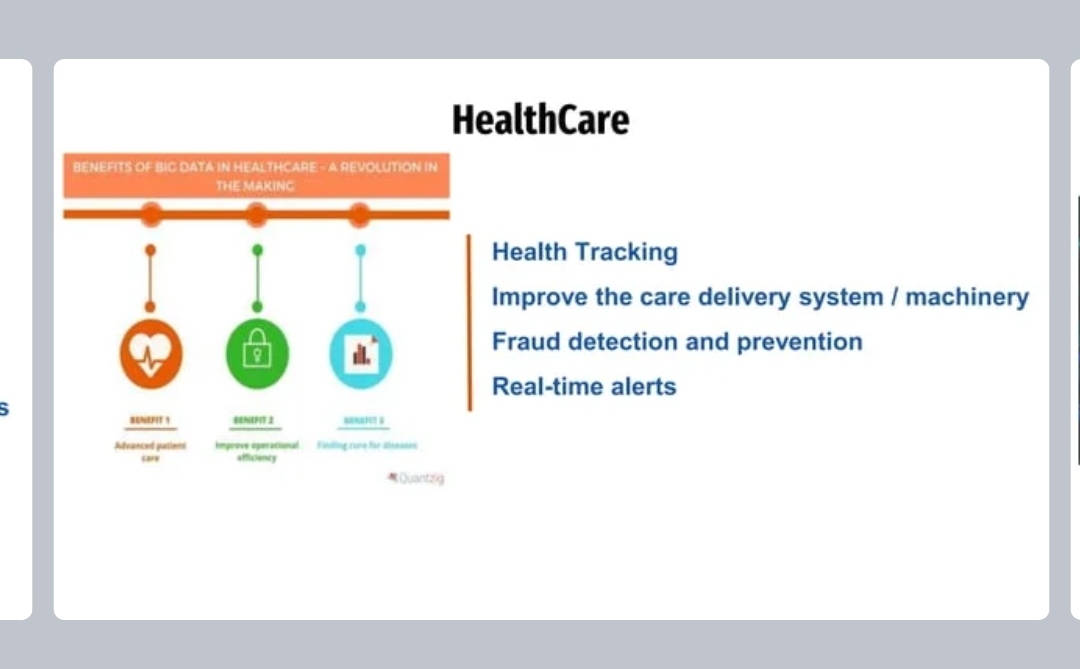 HealthCare
BENEFITS OF BIG DATA IN HEALTHCARE - A REVOLUTION IN
THE MAKING
BENEFIT 1
Advanced patient
care
BENEFIT 2
Improve operational
efficiency
BENEFIT 3
Finding cure for diseases
Quantzig
Health Tracking
Improve the care delivery system / machinery
Fraud detection and prevention
Real-time alerts
s